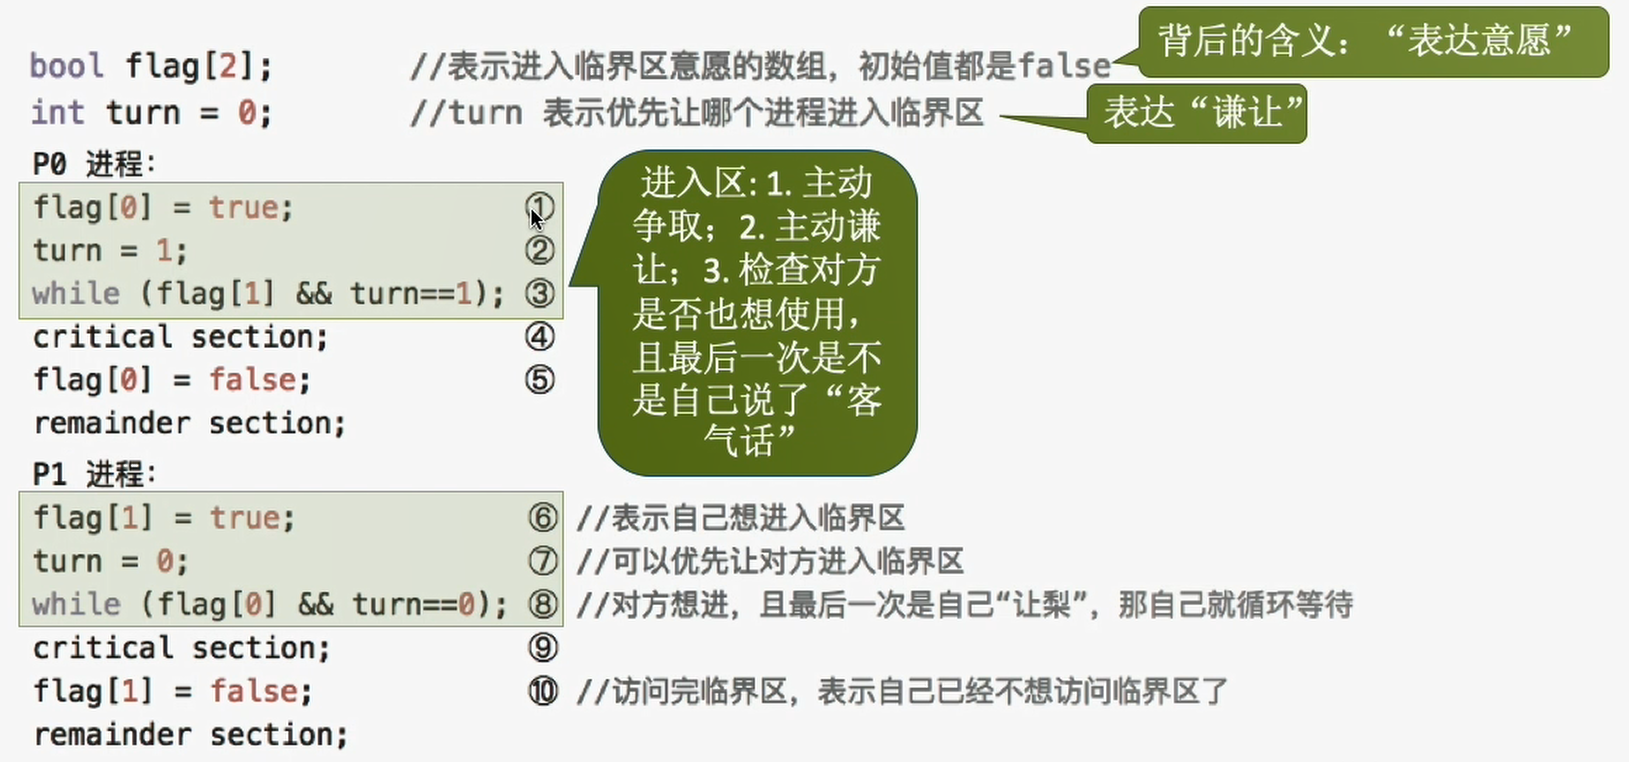 bool flag[2]; //表示进入临界区意愿的数组，初始值都是false
背后的含义：“表达意愿”
int turn = 0; //turn 表示优先让哪个进程进入临界区
表达“谦让”
P0 进程：
flag[0] = true; ①
turn = 1; ②
while (flag[1] && turn==1); ③
critical section; ④
flag[0] = false; ⑤
remainder section;
进入区: 1. 主动
争取；2. 主动谦
让；3. 检查对方
是否也想使用，
且最后一次是不
是自己说了“客
气话”
P1 进程：
flag[1] = true; ⑥ //表示自己想进入临界区
turn = 0; ⑦ //可以优先让对方进入临界区
while (flag[0] && turn==0); ⑧ //对方想进，且最后一次是自己“让梨”，那自己就循环等待
critical section; ⑨
flag[1] = false; ⑩ //访问完临界区，表示自己已经不想访问临界区了
remainder section;